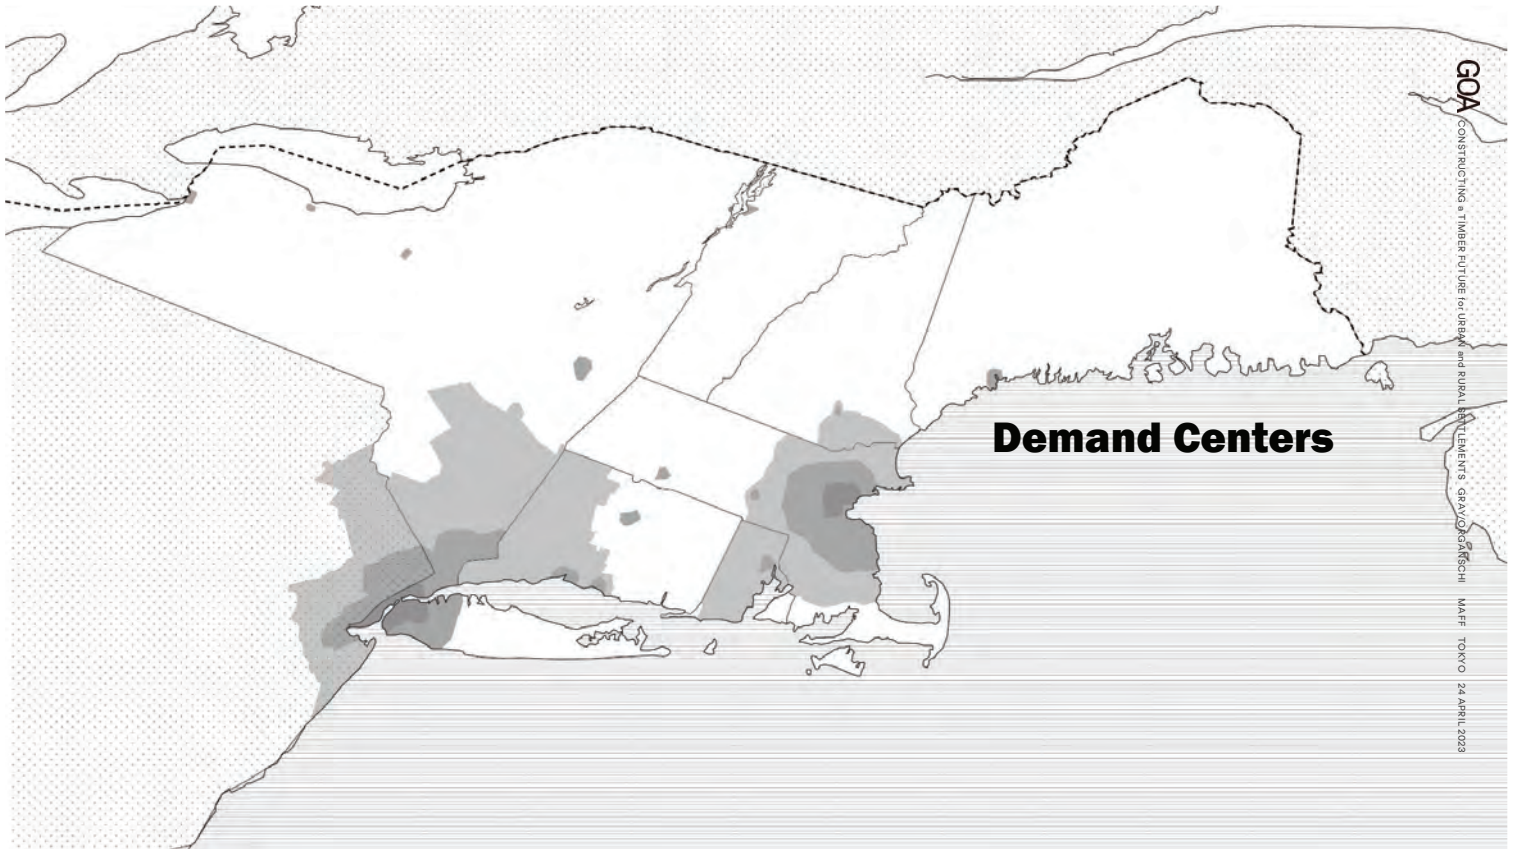 Demand Centers
GOA CONSTRUCTING a TIMBER FUTURE for URBAN and RURAL SETTLEMENTS GRAY/ORGANSCHI MAFF TOKYO 24 APRIL 2023